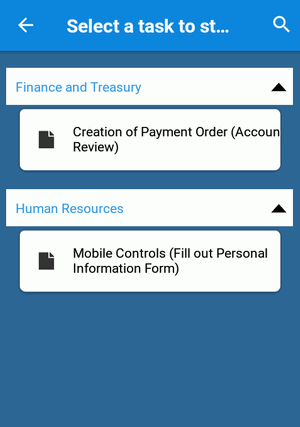 Select a task to st...
Finance and Treasury
Creation of Payment Order (Accoun
Review)
Human Resources
Mobile Controls (Fill out Personal
Information Form)